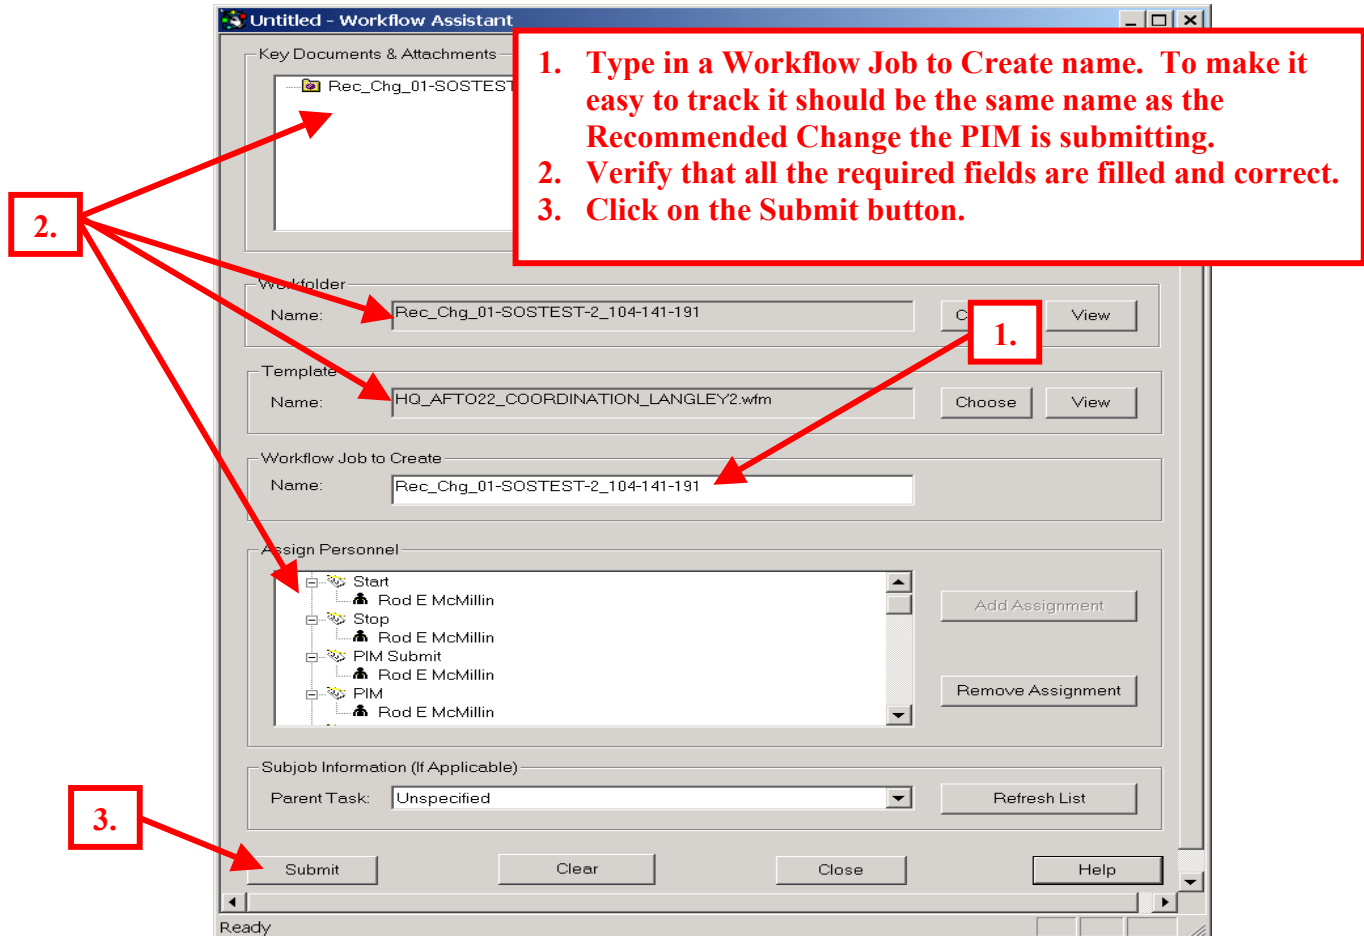 Untitled - Workflow Assistant
Key Documents & Attachments
Rec_Chg_01-SOSTEST
1. Type in a Workflow Job to Create name. To make it
easy to track it should be the same name as the
Recommended Change the PIM is submitting.
2. Verify that all the required fields are filled and correct.
3. Click on the Submit button.
2.
Workfolder
Name: Rec_Chg_01-SOSTEST-2_104-141-191 View
1.
Template
Name: HQ_AFTO22_COORDINATION_LANGLEY2.wfm Choose View
Workflow Job to Create
Name: Rec_Chg_01-SOSTEST-2_104-141-191
Assign Personnel
Start
Rod E McMillin
Add Assignment
Stop
Rod E McMillin
PIM Submit
Rod E McMillin
PIM
Remove Assignment
Rod E McMillin
Subjob Information (If Applicable)
Parent Task: Unspecified Refresh List
3.
Submit Clear Close Help
Ready